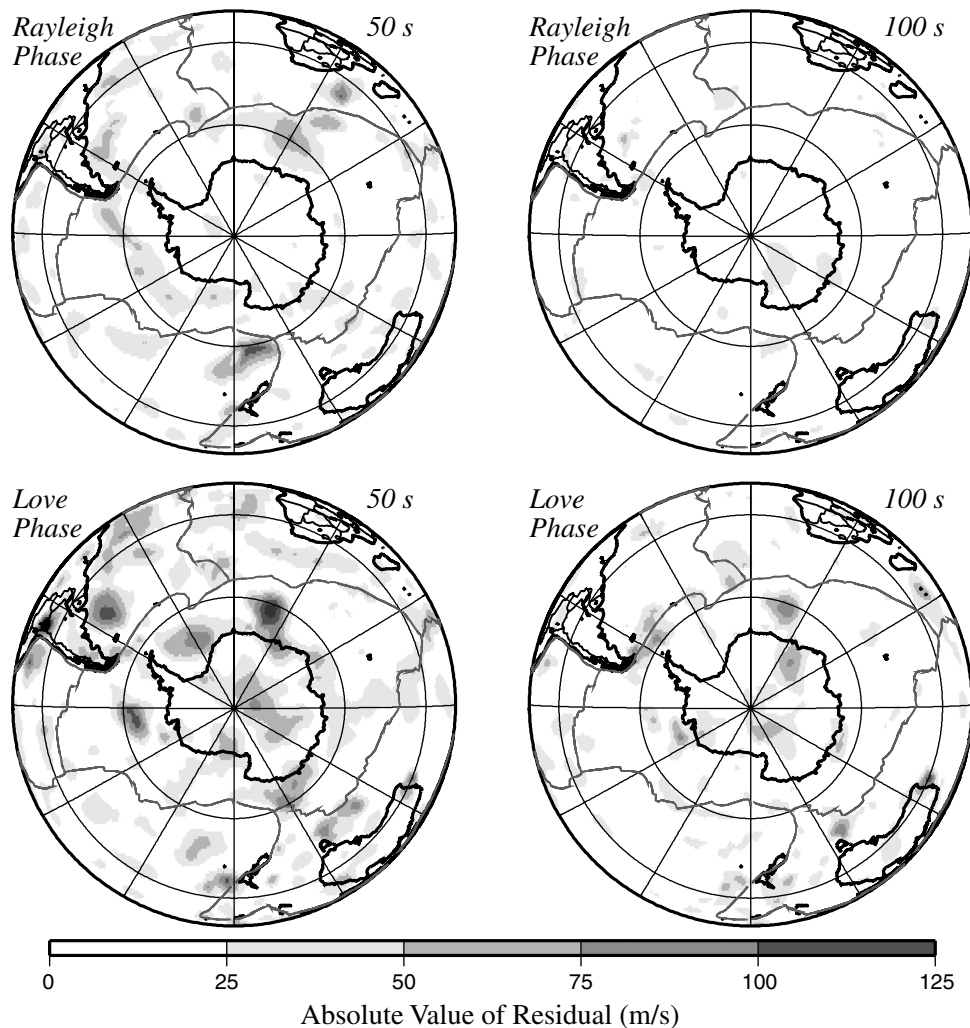 Rayleigh
Phase
50 s
Rayleigh
Phase
100 s
Love
Phase
50 s
Love
Phase
100 s
0 25 50 75 100 125
Absolute Value of Residual (m/s)